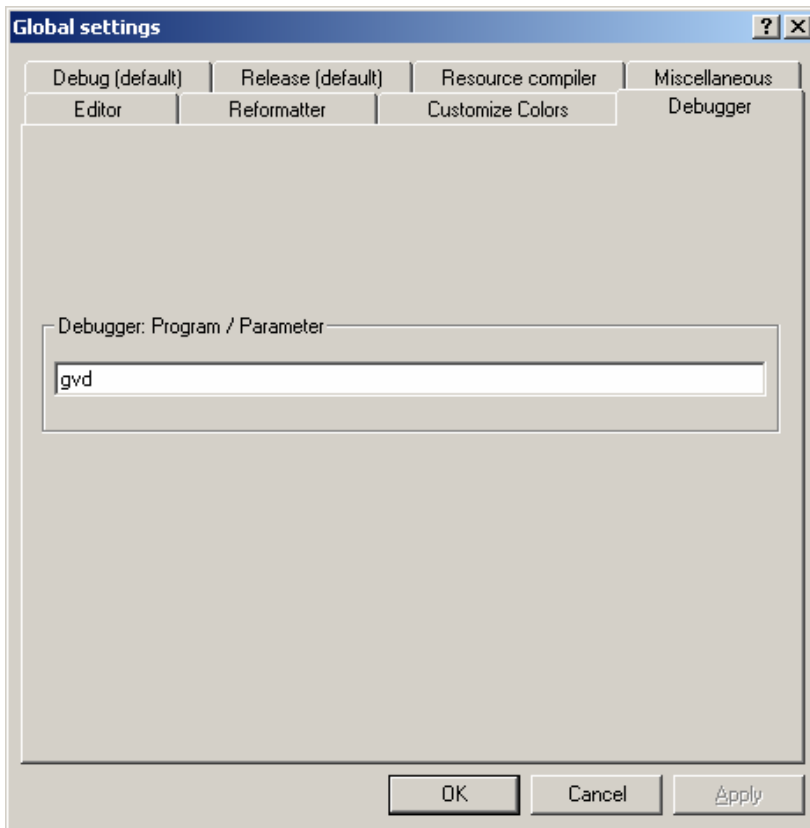 Global settings
Debug (default) Release (default) Resource compiler Miscellaneous
Editor Reformatter Customize Colors Debugger
Debugger: Program / Parameter
gvd
OK Cancel Apply